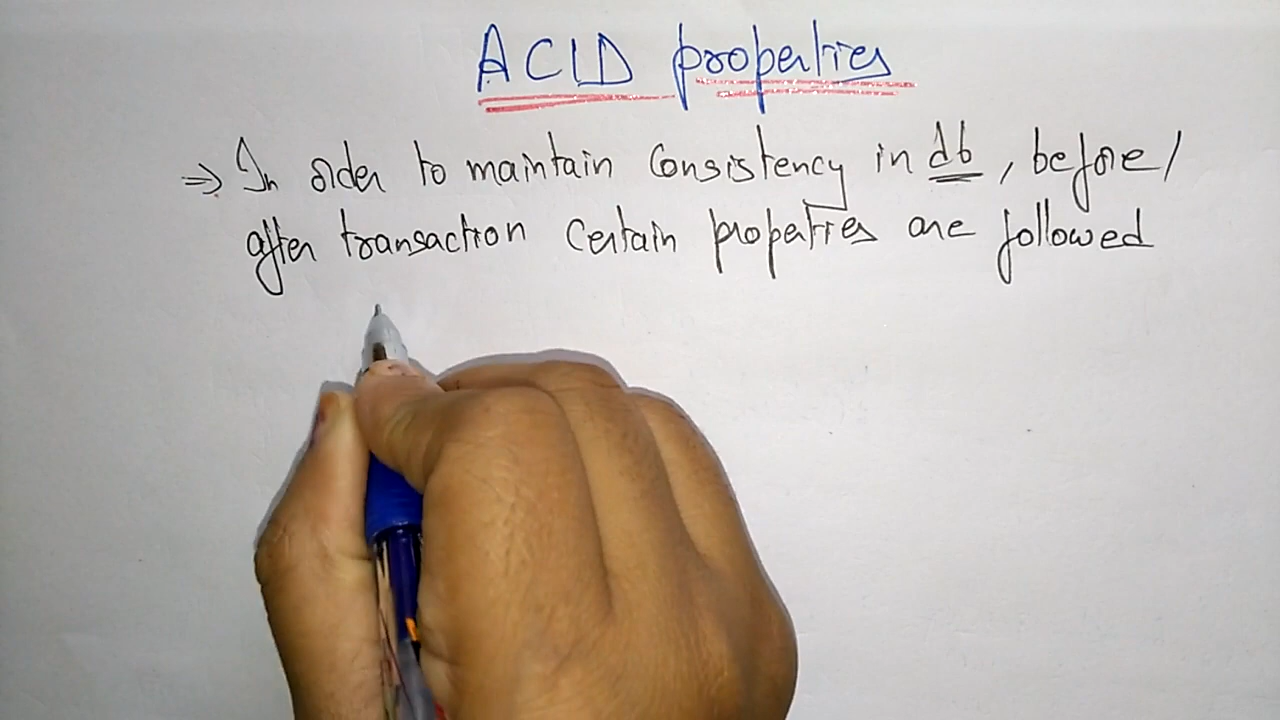 ACID properties
⇒ In order to maintain Consistency in db, before/
after transaction Certain properties are followed